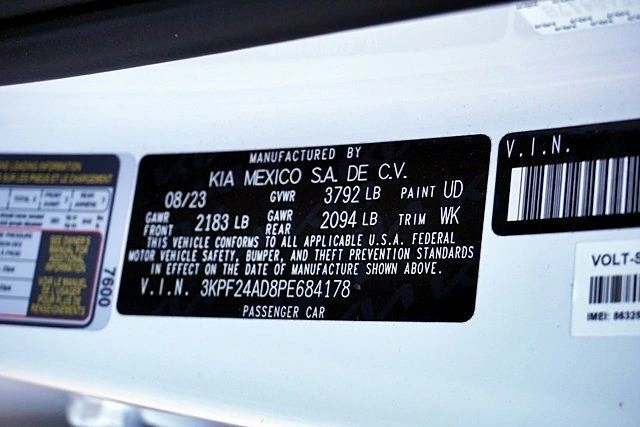 MANUFACTURED BY
KIA MEXICO S.A. DE C.V.
08/23 GVWR 3792 LB PAINT UD
GAWR FRONT 2183 LB GAWR REAR 2094 LB TRIM WK
THIS VEHICLE CONFORMS TO ALL APPLICABLE U.S.A. FEDERAL
MOTOR VEHICLE SAFETY, BUMPER, AND THEFT PREVENTION STANDARDS
IN EFFECT ON THE DATE OF MANUFACTURE SHOWN ABOVE.
V.I.N. 3KPF24AD8PE684178
PASSENGER CAR
7600
V.I.N.
VOLT-S
IMEI: 86325